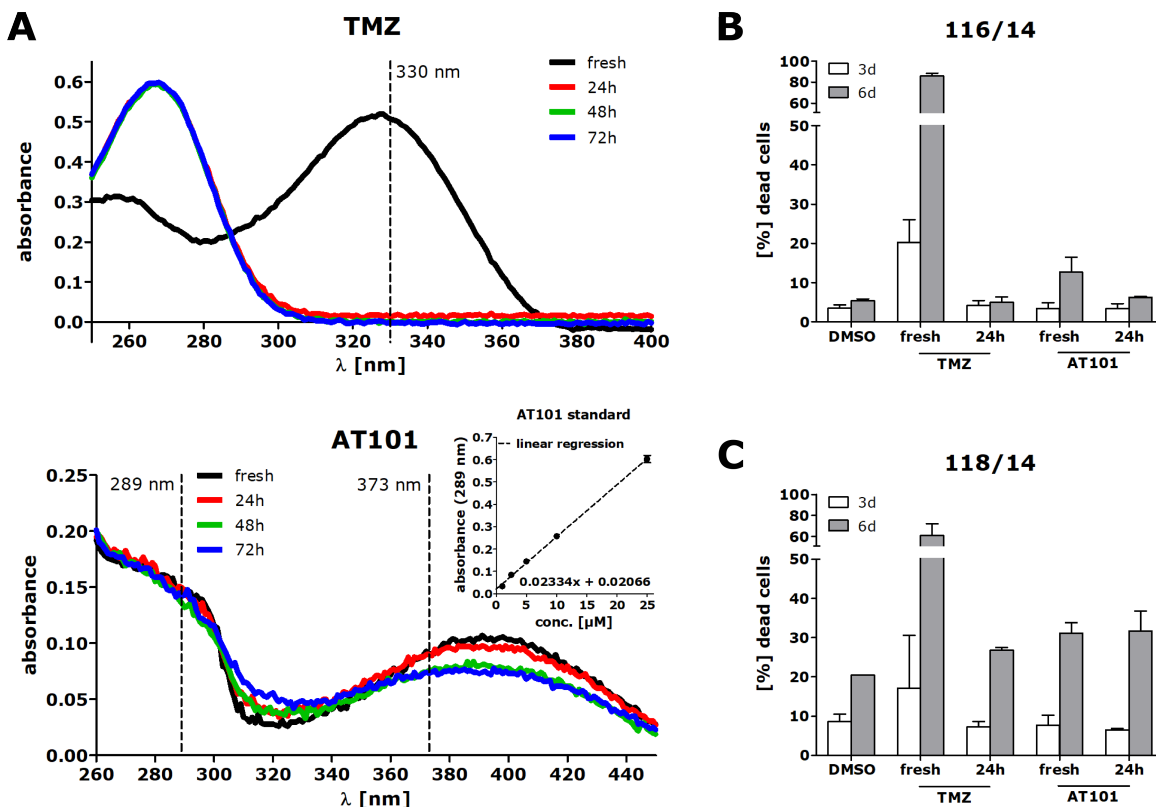 A
TMZ
330 nm
fresh
24h
48h
72h
absorbance
0.6
0.5
0.4
0.3
0.2
0.1
0.0
260 280 300 320 340 360 380 400
λ [nm]
AT101
289 nm
373 nm
fresh
24h
48h
72h
absorbance
0.25
0.20
0.15
0.10
0.05
0.00
260 280 300 320 340 360 380 400 420 440
λ [nm]
AT101 standard
linear regression
absorbance (289 nm)
0.7
0.6
0.5
0.4
0.3
0.2
0.1
0.0
0.02334x + 0.02066
0 5 10 15 20 25
conc. [µM]
B
116/14
3d
6d
[%] dead cells
100
80
60
50
40
30
20
10
0
DMSO fresh 24h fresh 24h
TMZ AT101
C
118/14
3d
6d
[%] dead cells
100
80
60
50
40
30
20
10
0
DMSO fresh 24h fresh 24h
TMZ AT101